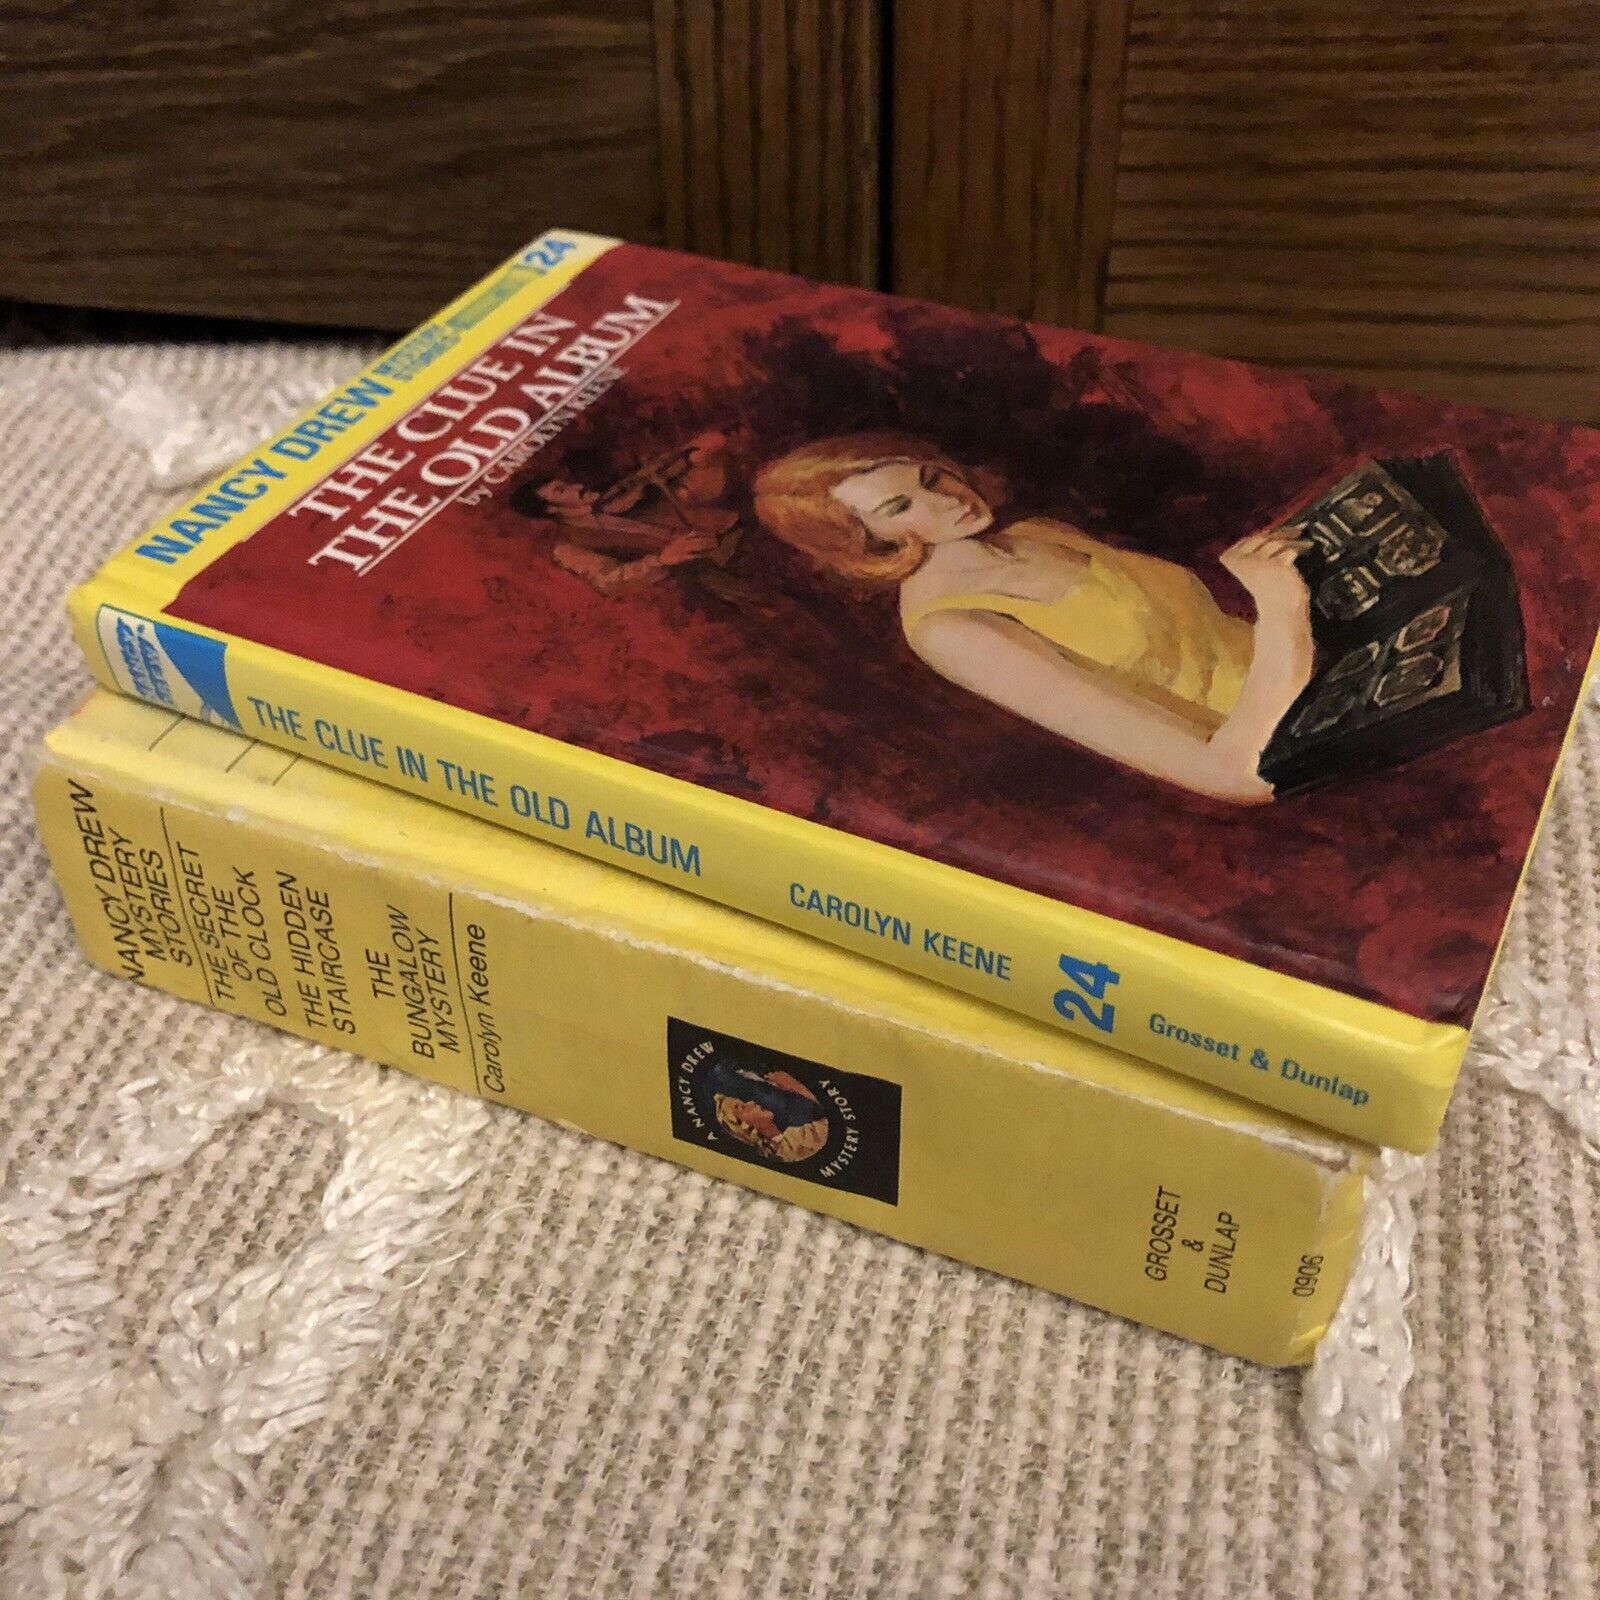 NANCY DREW MYSTERY STORIES 24
THE CLUE IN
THE OLD ALBUM
by CAROLYN KEENE
NANCY DREW
THE CLUE IN THE OLD ALBUM CAROLYN KEENE 24 Grosset & Dunlap
NANCY DREW
MYSTERY
STORIES
THE SECRET
OF THE
OLD CLOCK
THE HIDDEN
STAIRCASE
THE
BUNGALOW
MYSTERY
Carolyn Keene
A NANCY DREW MYSTERY STORY
GROSSET
&
DUNLAP
0906